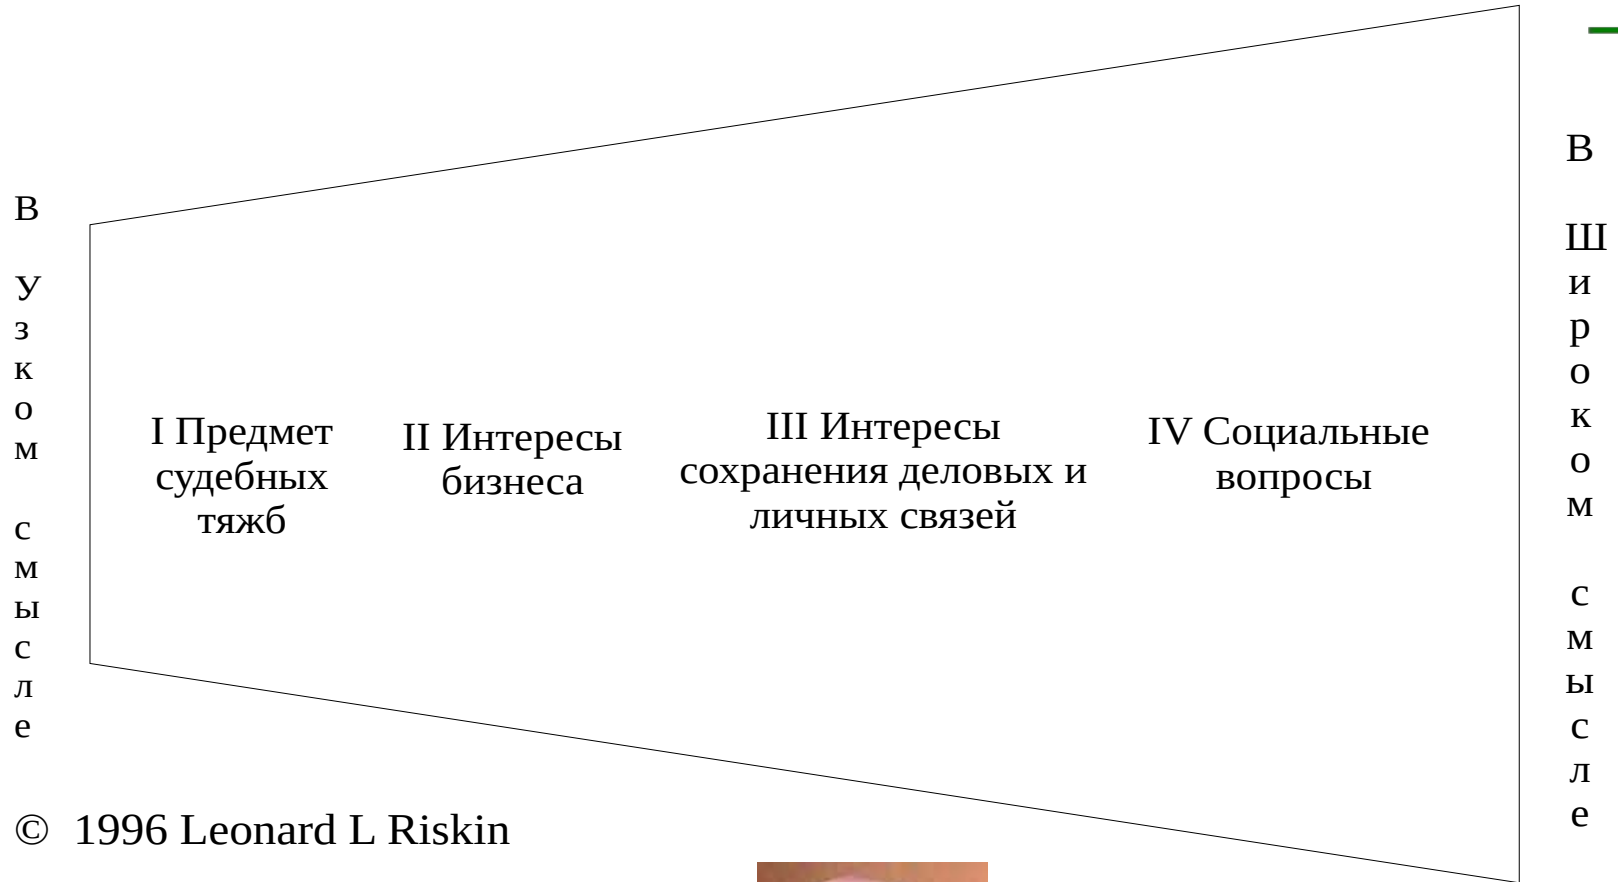 В Узком смысле
I Предмет
судебных
тяжб
II Интересы
бизнеса
III Интересы
сохранения деловых и
личных связей
IV Социальные
вопросы
В Широком смысле
© 1996 Leonard L Riskin